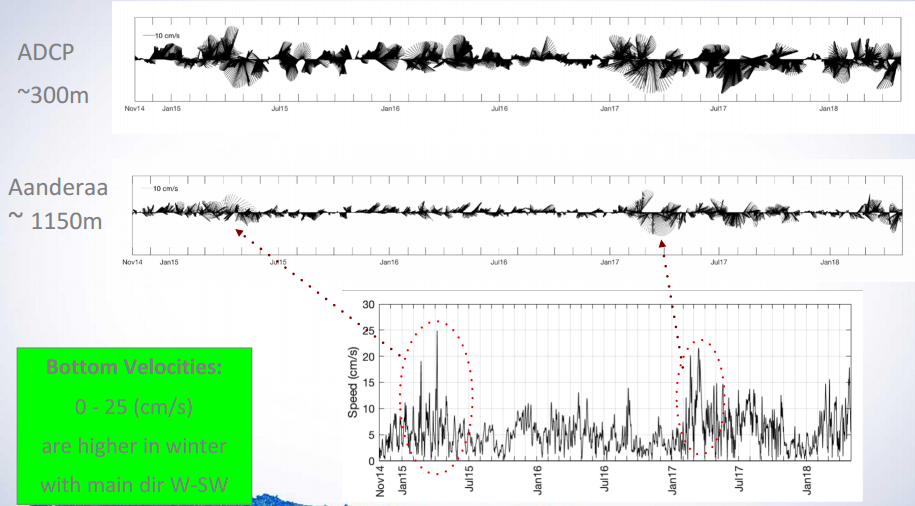 ADCP
~300m
10 cm/s
Nov14 Jan15 Jul15 Jan16 Jul16 Jan17 Jul17 Jan18
Aanderaa
~ 1150m
10 cm/s
Nov14 Jan15 Jul15 Jan16 Jul16 Jan17 Jul17 Jan18
Bottom Velocities:
0 - 25 (cm/s)
are higher in winter
with main dir W-SW
Speed (cm/s)
30
25
20
15
10
5
0
Nov14 Jan15 Jul15 Jan16 Jul16 Jan17 Jul17 Jan18